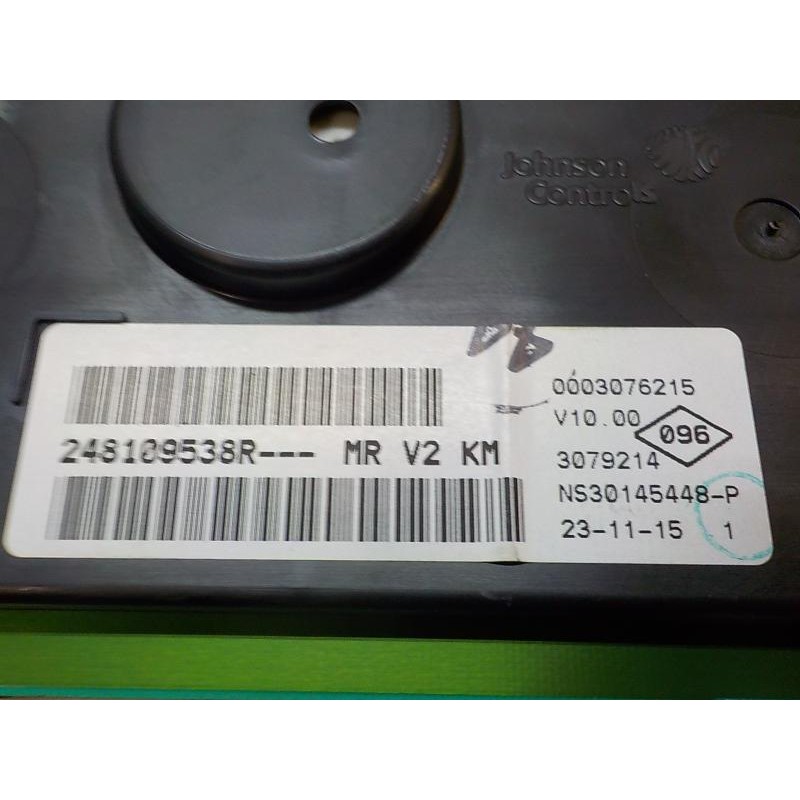 Johnson
Controls
248109538R--- MR V2 KM
0003076215
V10.00
096
3079214
NS30145448-P
23-11-15 1